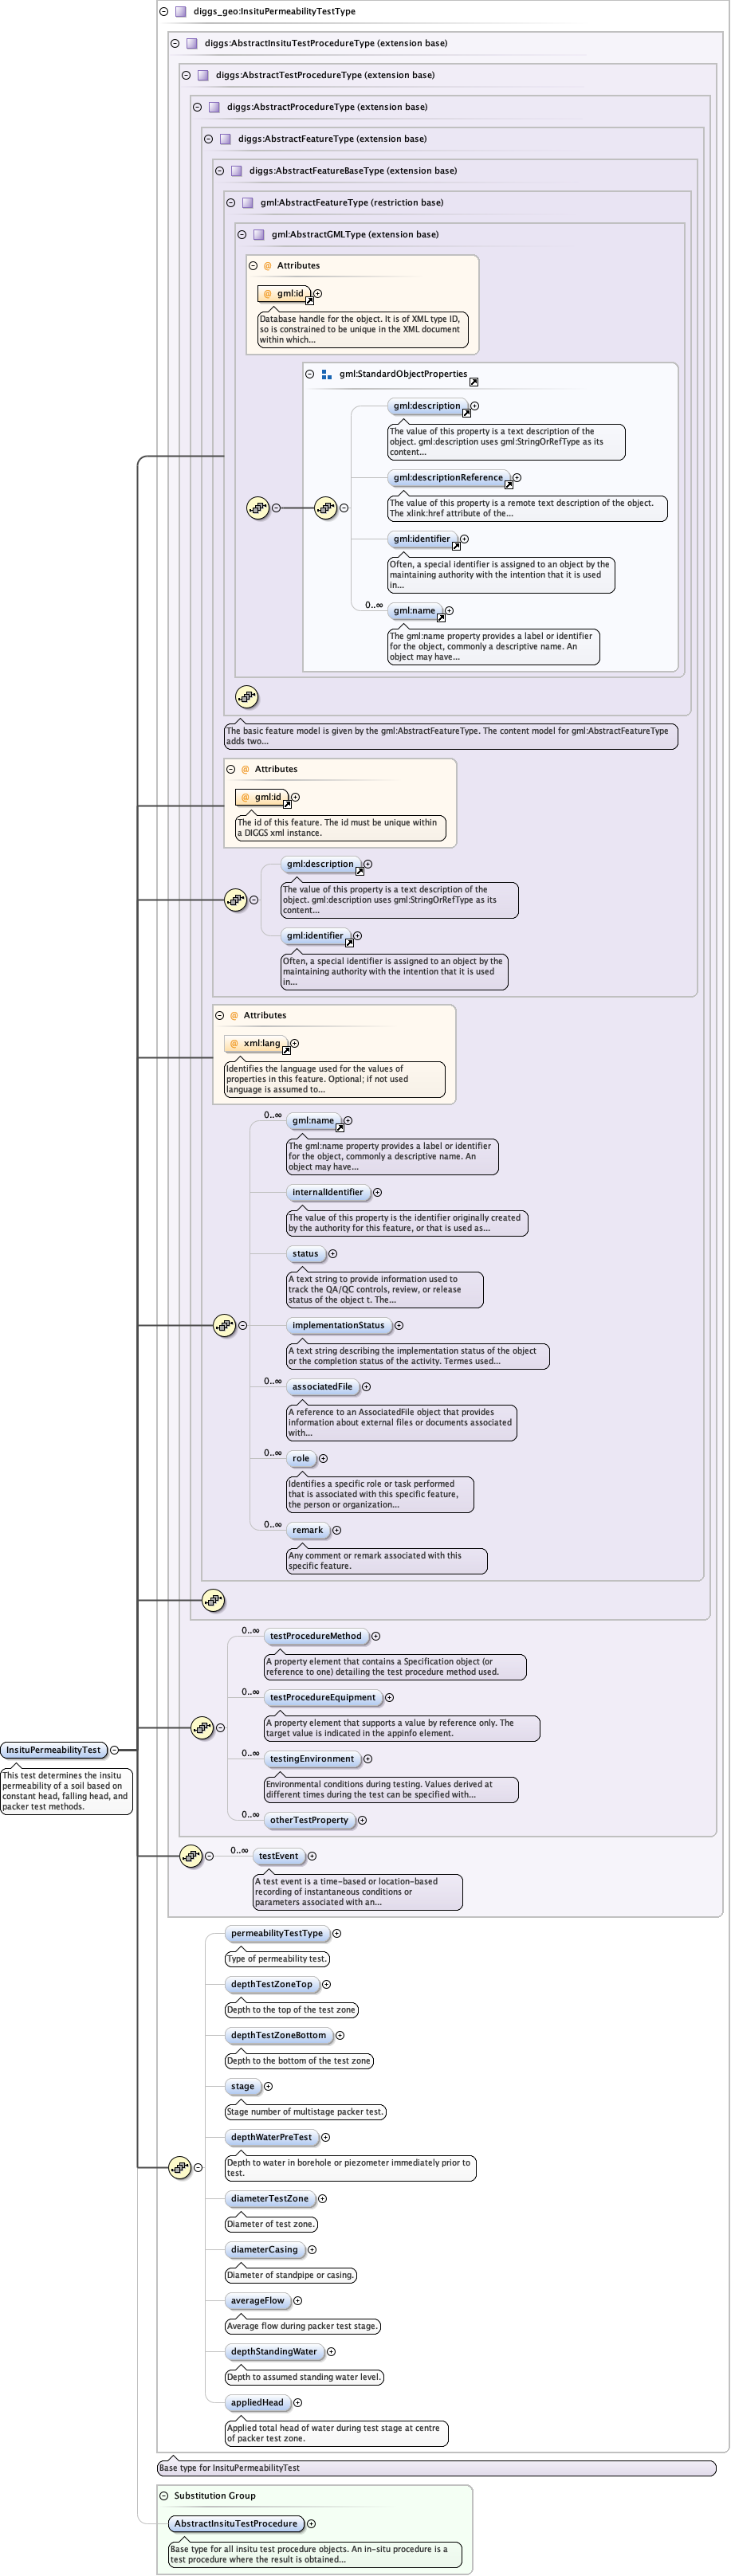 diggs_geo:InsituPermeabilityTestType
diggs:AbstractInsituTestProcedureType (extension base)
diggs:AbstractTestProcedureType (extension base)
diggs:AbstractProcedureType (extension base)
diggs:AbstractFeatureType (extension base)
diggs:AbstractFeatureBaseType (extension base)
gml:AbstractFeatureType (restriction base)
gml:AbstractGMLType (extension base)
@ Attributes
@ gml:id
Database handle for the object. It is of XML type ID,
so is constrained to be unique in the XML document
within which...
gml:StandardObjectProperties
gml:description
The value of this property is a text description of the
object. gml:description uses gml:StringOrRefType as its
content...
gml:descriptionReference
The value of this property is a remote text description of the object.
The xlink:href attribute of the...
gml:identifier
Often, a special identifier is assigned to an object by the
maintaining authority with the intention that it is used
in...
0..∞
gml:name
The gml:name property provides a label or identifier
for the object, commonly a descriptive name. An
object may have...
The basic feature model is given by the gml:AbstractFeatureType. The content model for gml:AbstractFeatureType
adds two...
@ Attributes
@ gml:id
The id of this feature. The id must be unique within
a DIGGS xml instance.
gml:description
The value of this property is a text description of the
object. gml:description uses gml:StringOrRefType as its
content...
gml:identifier
Often, a special identifier is assigned to an object by the
maintaining authority with the intention that it is used
in...
@ Attributes
@ xml:lang
Identifies the language used for the values of
properties in this feature. Optional; if not used
language is assumed to...
0..∞
gml:name
The gml:name property provides a label or identifier
for the object, commonly a descriptive name. An
object may have...
internalIdentifier
The value of this property is the identifier originally created
by the authority for this feature, or that is used as...
status
A text string to provide information used to
track the QA/QC controls, review, or release
status of the object t. The...
implementationStatus
A text string describing the implementation status of the object
or the completion status of the activity. Termes used...
0..∞
associatedFile
A reference to an AssociatedFile object that provides
information about external files or documents associated
with...
0..∞
role
Identifies a specific role or task performed
that is associated with this specific feature,
the person or organization...
0..∞
remark
Any comment or remark associated with this
specific feature.
0..∞
testProcedureMethod
A property element that contains a Specification object (or
reference to one) detailing the test procedure method used.
0..∞
testProcedureEquipment
A property element that supports a value by reference only. The
target value is indicated in the appinfo element.
0..∞
testingEnvironment
Environmental conditions during testing. Values derived at
different times during the test can be specified with...
0..∞
otherTestProperty
InsituPermeabilityTest
This test determines the insitu
permeability of a soil based on
constant head, falling head, and
packer test methods.
0..∞
testEvent
A test event is a time-based or location-based
recording of instantaneous conditions or
parameters associated with an...
permeabilityTestType
Type of permeability test.
depthTestZoneTop
Depth to the top of the test zone
depthTestZoneBottom
Depth to the bottom of the test zone
stage
Stage number of multistage packer test.
depthWaterPreTest
Depth to water in borehole or piezometer immediately prior to
test.
diameterTestZone
Diameter of test zone.
diameterCasing
Diameter of standpipe or casing.
averageFlow
Average flow during packer test stage.
depthStandingWater
Depth to assumed standing water level.
appliedHead
Applied total head of water during test stage at centre
of packer test zone.
Base type for InsituPermeabilityTest
Substitution Group
AbstractInsituTestProcedure
Base type for all insitu test procedure objects. An in-situ procedure is a
test procedure where the result is obtained...